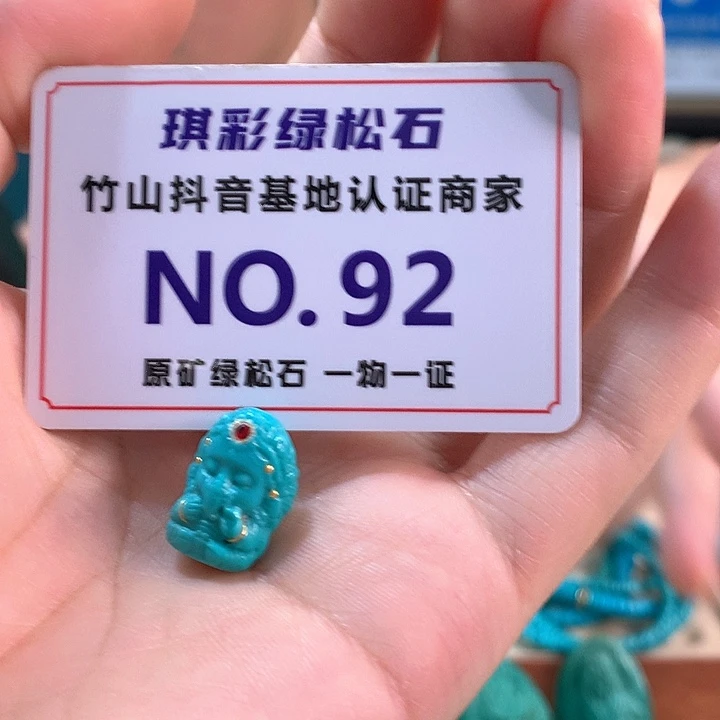 琪彩绿松石
竹山抖音基地认证商家
NO. 92
原矿绿松石 一物一证